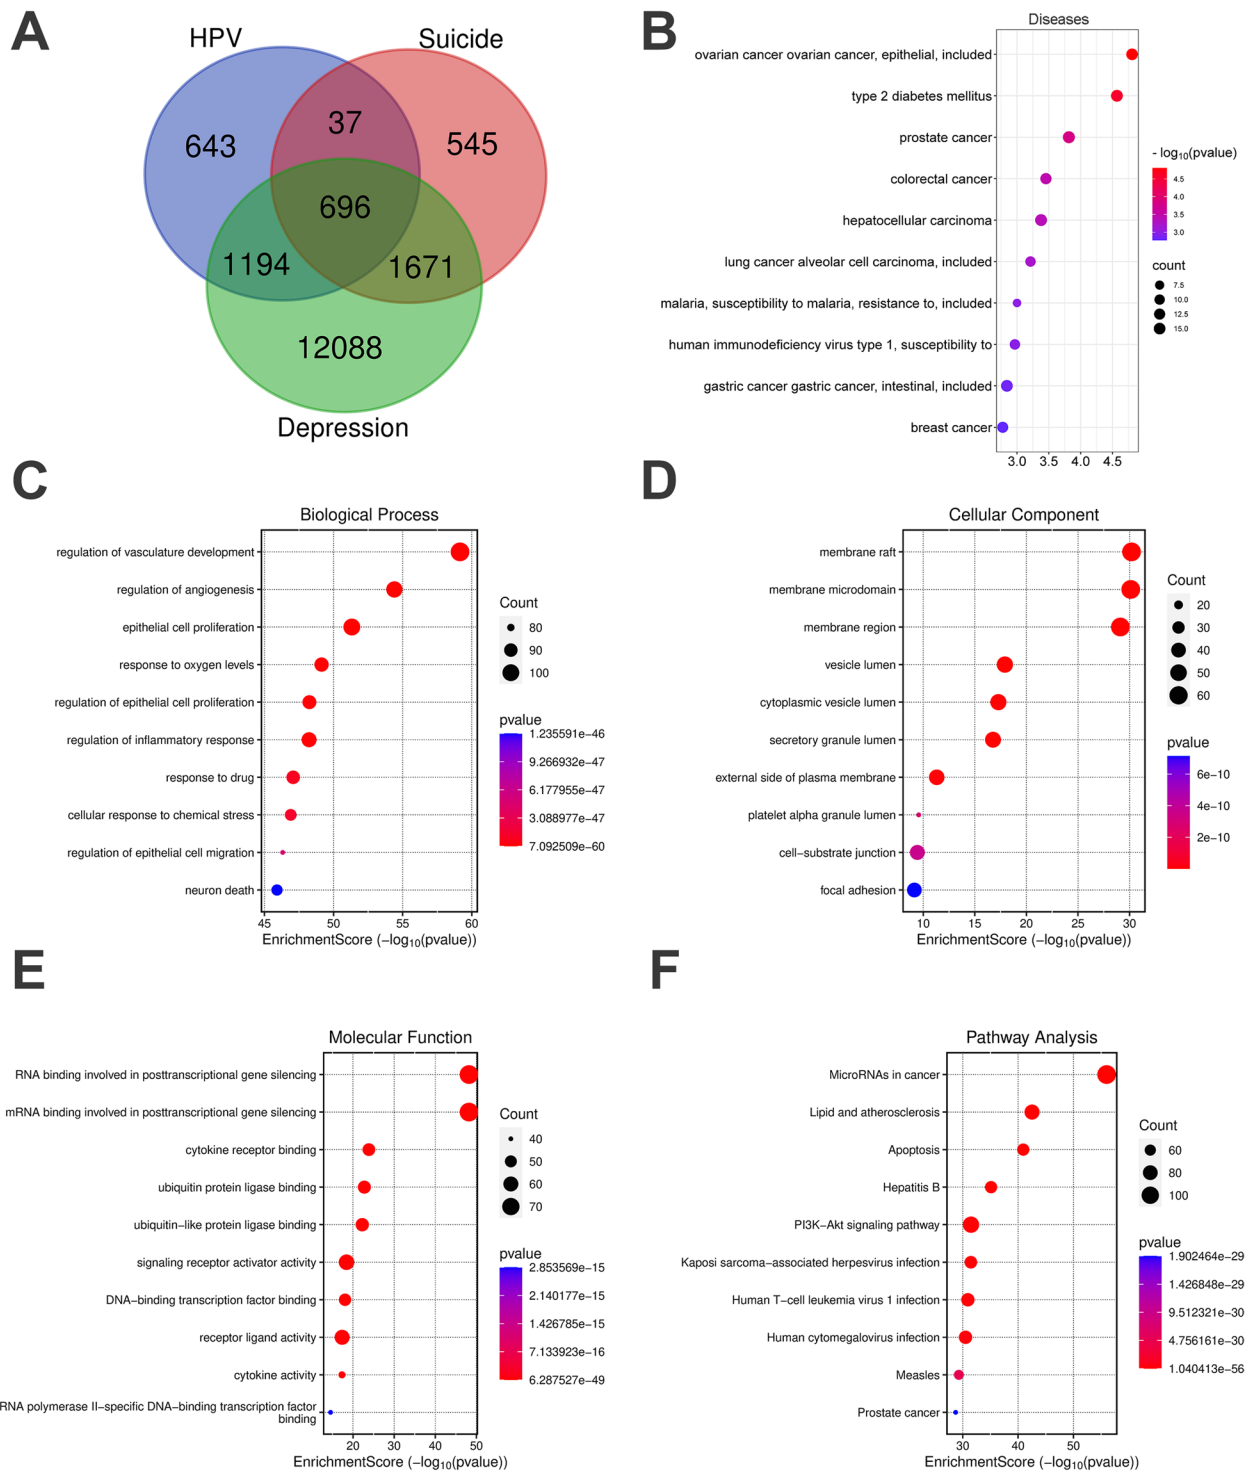 A
HPV
Suicide
643
37
545
696
1194
1671
12088
Depression
B
Diseases
ovarian cancer ovarian cancer, epithelial, included
type 2 diabetes mellitus
prostate cancer
colorectal cancer
hepatocellular carcinoma
lung cancer alveolar cell carcinoma, included
malaria, susceptibility to malaria, resistance to, included
human immunodeficiency virus type 1, susceptibility to
gastric cancer gastric cancer, intestinal, included
breast cancer
3.0 3.5 4.0 4.5
- log10(pvalue)
4.5
4.0
3.5
3.0
count
7.5
10.0
12.5
15.0
C
Biological Process
regulation of vasculature development
regulation of angiogenesis
epithelial cell proliferation
response to oxygen levels
regulation of epithelial cell proliferation
regulation of inflammatory response
response to drug
cellular response to chemical stress
regulation of epithelial cell migration
neuron death
45 50 55 60
EnrichmentScore (−log10(pvalue))
Count
80
90
100
pvalue
1.235591e−46
9.266932e−47
6.177955e−47
3.088977e−47
7.092509e−60
D
Cellular Component
membrane raft
membrane microdomain
membrane region
vesicle lumen
cytoplasmic vesicle lumen
secretory granule lumen
external side of plasma membrane
platelet alpha granule lumen
cell−substrate junction
focal adhesion
10 15 20 25 30
EnrichmentScore (−log10(pvalue))
Count
20
30
40
50
60
pvalue
6e−10
4e−10
2e−10
E
Molecular Function
RNA binding involved in posttranscriptional gene silencing
mRNA binding involved in posttranscriptional gene silencing
cytokine receptor binding
ubiquitin protein ligase binding
ubiquitin−like protein ligase binding
signaling receptor activator activity
DNA−binding transcription factor binding
receptor ligand activity
cytokine activity
RNA polymerase II−specific DNA−binding transcription factor
binding
20 30 40 50
EnrichmentScore (−log10(pvalue))
Count
40
50
60
70
pvalue
2.853569e−15
2.140177e−15
1.426785e−15
7.133923e−16
6.287527e−49
F
Pathway Analysis
MicroRNAs in cancer
Lipid and atherosclerosis
Apoptosis
Hepatitis B
PI3K−Akt signaling pathway
Kaposi sarcoma−associated herpesvirus infection
Human T−cell leukemia virus 1 infection
Human cytomegalovirus infection
Measles
Prostate cancer
30 40 50
EnrichmentScore (−log10(pvalue))
Count
60
80
100
pvalue
1.902464e−29
1.426848e−29
9.512321e−30
4.756161e−30
1.040413e−56